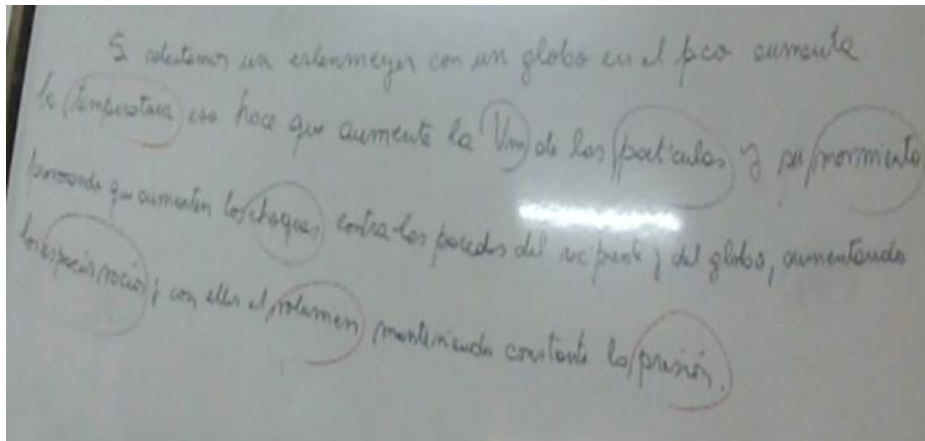 Si calentamos un erlenmeyer con un globo en el pico aumenta
la temperatura eso hace que aumente la Vm de las partículas y su movimiento
provocando que aumenten los choques contra las paredes del recipiente y del globo, aumentando
los espacios vacíos y con ellos el volumen manteniendo constante la presión.